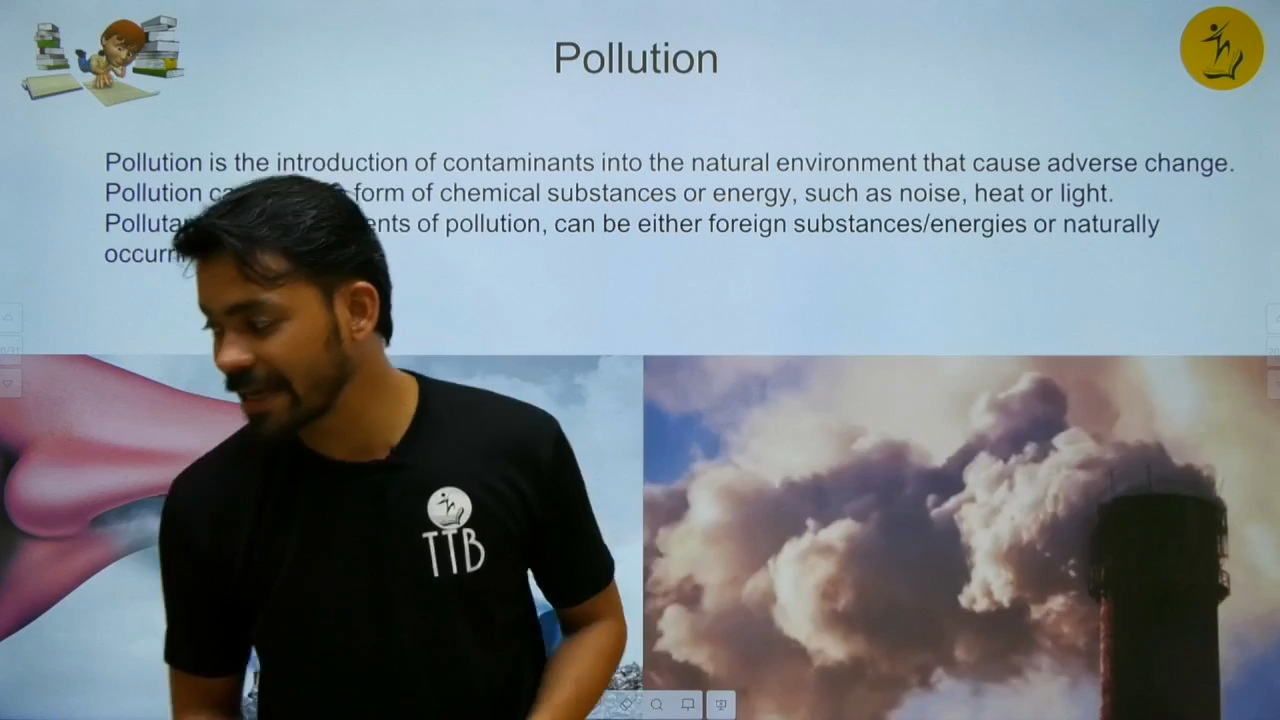 Pollution
Pollution is the introduction of contaminants into the natural environment that cause adverse change.
Pollution form of chemical substances or energy, such as noise, heat or light.
of pollution, can be either foreign substances/energies or naturally
TTB